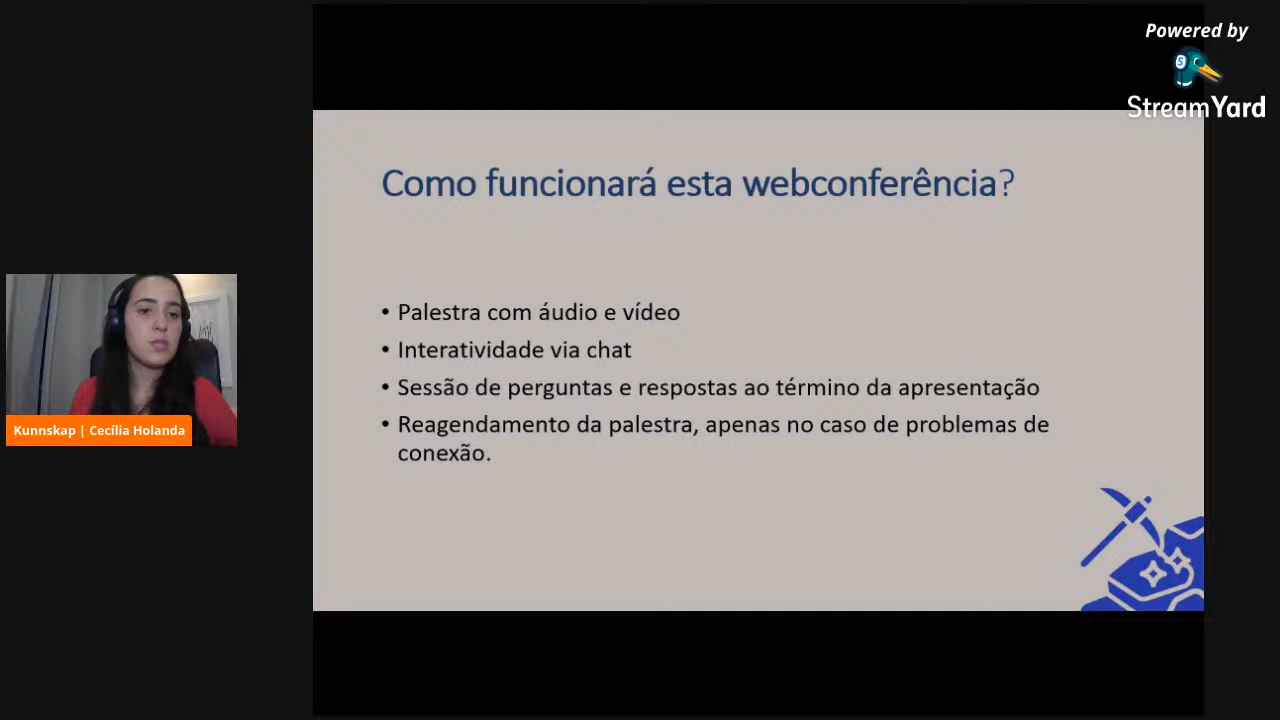 Powered by
StreamYard
Como funcionará esta webconferência?
• Palestra com áudio e vídeo
• Interatividade via chat
• Sessão de perguntas e respostas ao término da apresentação
• Reagendamento da palestra, apenas no caso de problemas de
conexão.
Kunnskap | Cecília Holanda